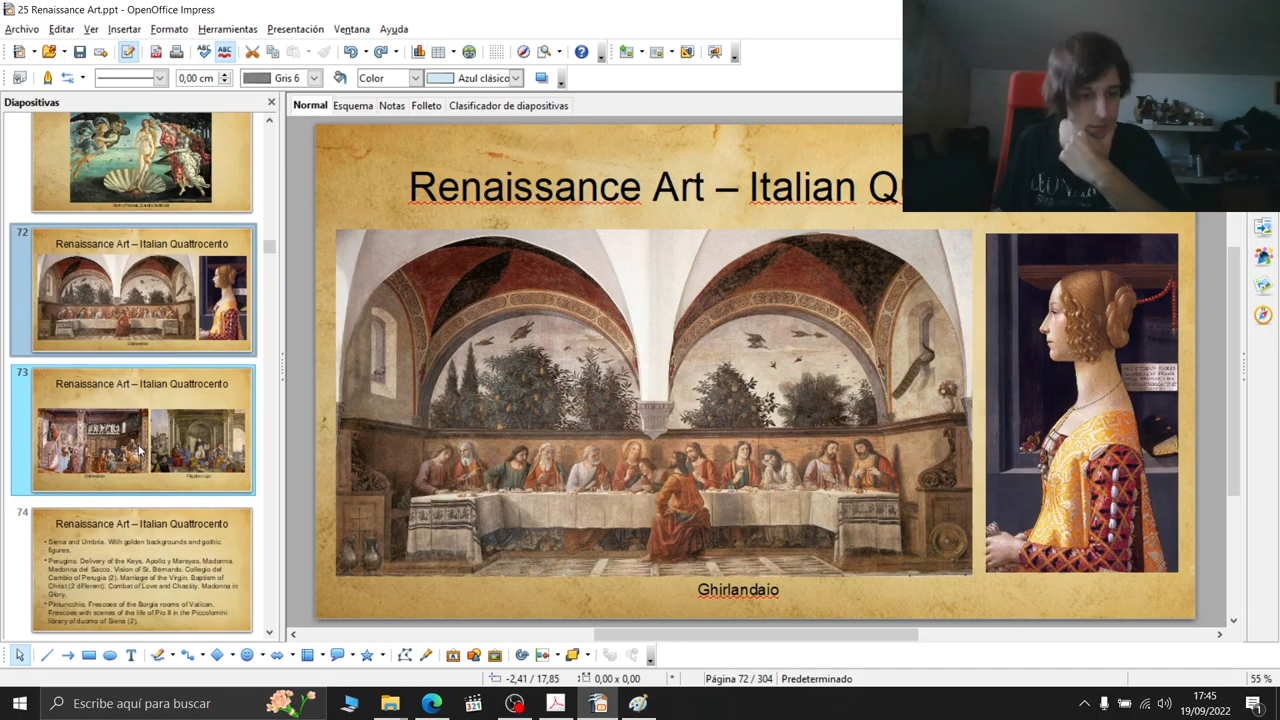 25 Renaissance Art.ppt - OpenOffice Impress
Archivo Editar Ver Insertar Formato Herramientas Presentación Ventana Ayuda
0,00 cm Gris 6 Color Azul clásico
Diapositivas
Normal Esquema Notas Folleto Clasificador de diapositivas
72
Renaissance Art – Italian Quattrocento
73
Renaissance Art – Italian Quattrocento
74
Renaissance Art – Italian Quattrocento
• Siena and Umbria. With golden backgrounds and gothic
figures.
• Perugino. Delivery of the Keys, Apollo y Marsyas. Madonna.
Madonna del Sacco. Vision of St. Bernardo. Collegio del
Cambio of Perugia (2). Marriage of the Virgin. Baptism of
Christ (2 different). Combat of Love and Chastity. Madonna in
Glory.
• Pinturicchio. Frescoes of the Borgia rooms of Vatican.
Frescoes with scenes of the life of Pio II in the Piccolomini
library of duomo of Siena (2).
Renaissance Art – Italian Qu
Ghirlandaio
-2,41 / 17,85 0,00 x 0,00 * Página 72 / 304 Predeterminado 55 %
Escribe aquí para buscar
321
17:45
19/09/2022
1